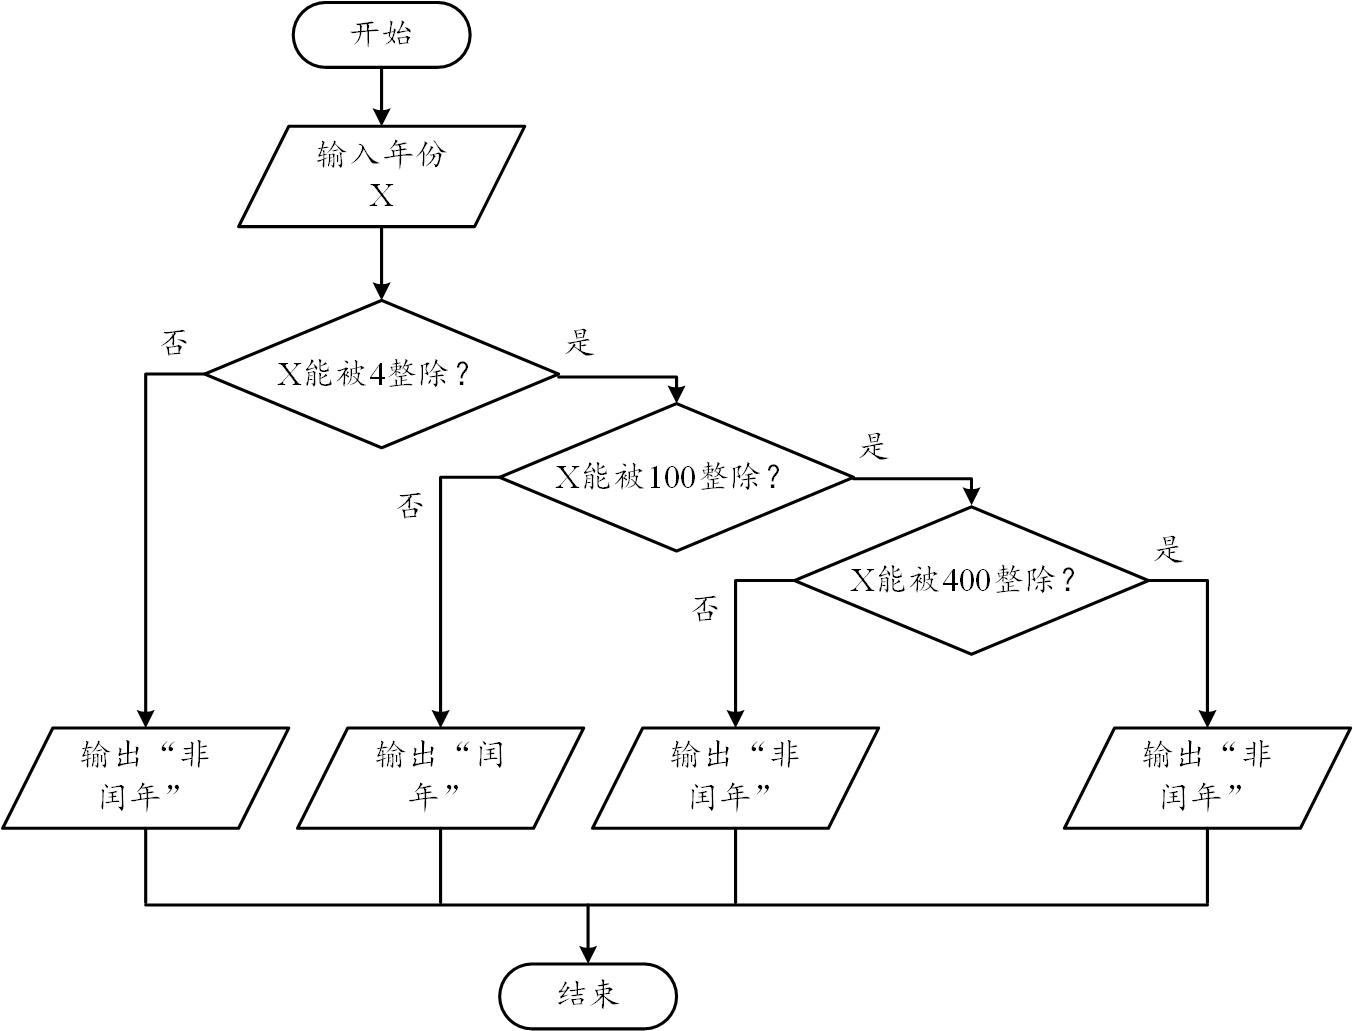 开始
输入年份
X
否
是
X能被4整除？
是
X能被100整除？
否
是
X能被400整除？
否
输出“非
闰年”
输出“闰
年”
输出“非
闰年”
输出“非
闰年”
结束